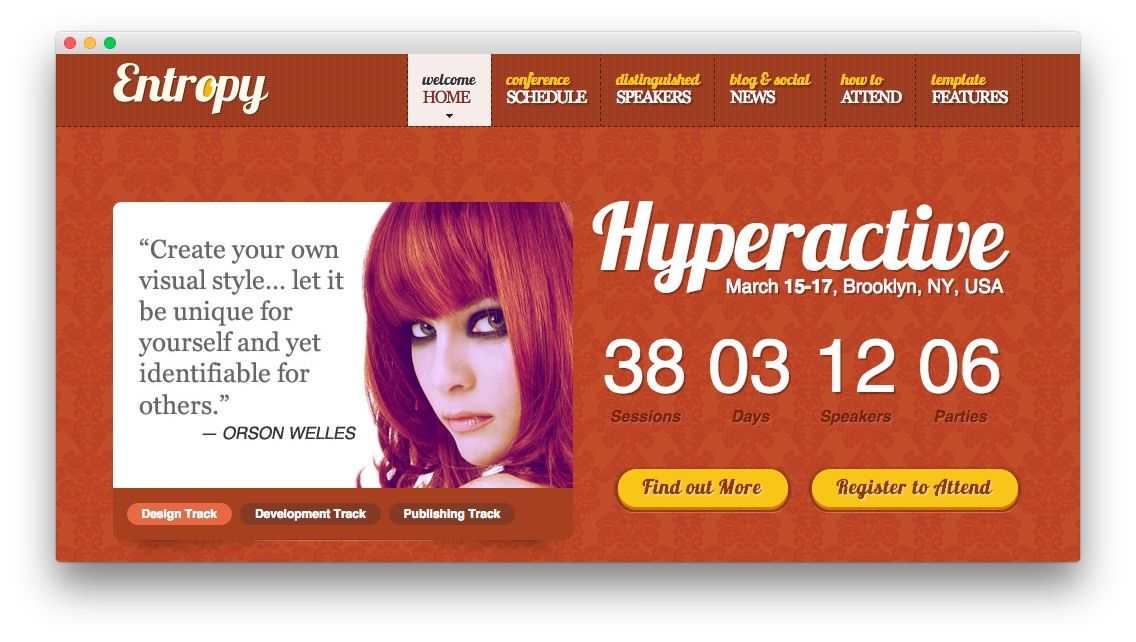 Entropy
welcome
HOME
conference
SCHEDULE
distinguished
SPEAKERS
blog & social
NEWS
how to
ATTEND
template
FEATURES
“Create your own
visual style... let it
be unique for
yourself and yet
identifiable for
others.”
— ORSON WELLES
Design Track
Development Track
Publishing Track
Hyperactive
March 15-17, Brooklyn, NY, USA
38 03 12 06
Sessions Days Speakers Parties
Find out More
Register to Attend